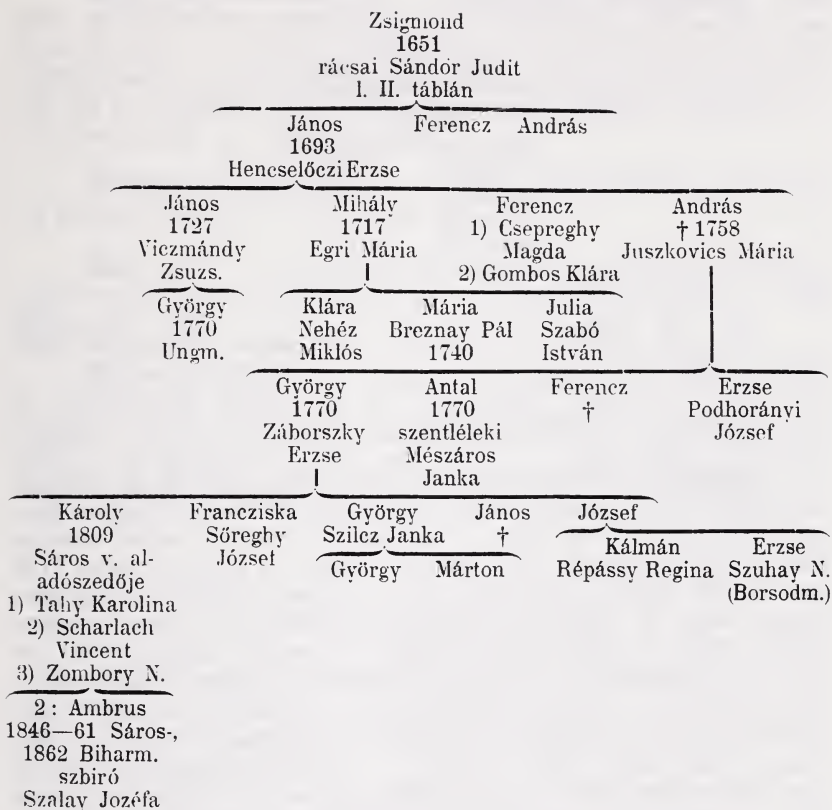 Zsigmond
1651
rácsai Sándor Judit
l. II. táblán
János Ferencz András
1693
Hencselőczi Erzse
János Mihály Ferencz András
1727 1717 1) Csepreghy † 1758
Viczmándy Egri Mária Magda Juszkovics Mária
Zsuzs. 2) Gombos Klára
György Klára Mária Julia
1770 Nehéz Breznay Pál Szabó
Ungm. Miklós 1740 István
György Antal Ferencz Erzse
1770 1770 † Podhorányi
Záborszky szentléleki József
Erzse Mészáros
Janka
Károly Francziska György János József
1809 Sőreghy Szilcz Janka †
Sáros v. al- József Kálmán Erzse
adószedője György Márton Répássy Regina Szuhay N.
1) Tahy Karolina (Borsodm.)
2) Scharlach
Vincent
3) Zombory N.
2 : Ambrus
1846—61 Sáros-,
1862 Biharm.
szbiró
Szalay Jozéfa